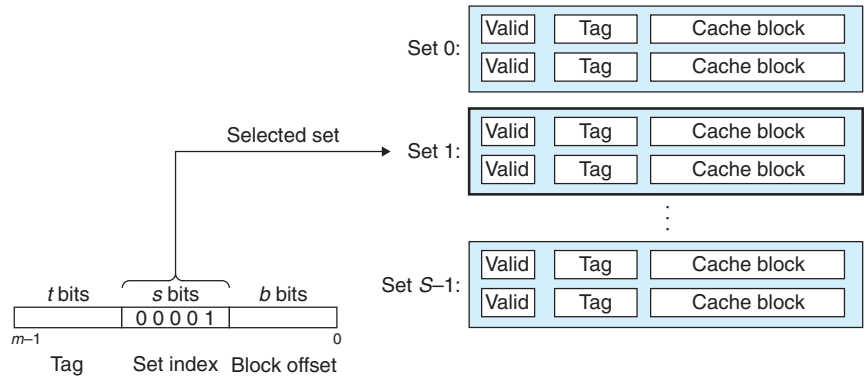 Set 0:
Valid Tag Cache block
Valid Tag Cache block
Selected set
Set 1:
Valid Tag Cache block
Valid Tag Cache block
. . .
Set S–1:
Valid Tag Cache block
Valid Tag Cache block
t bits s bits b bits
0 0 0 0 1
m–1 0
Tag Set index Block offset